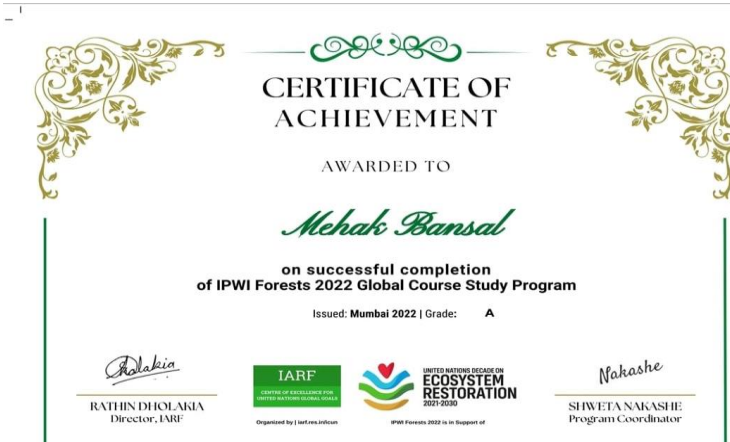 CERTIFICATE OF
ACHIEVEMENT
AWARDED TO
Mehak Bansal
on successful completion
of IPWI Forests 2022 Global Course Study Program
Issued: Mumbai 2022 | Grade: A
Dholakia
RATHIN DHOLAKIA
Director, IARF
IARF
CENTRE OF EXCELLENCE FOR
UNITED NATIONS GLOBAL GOALS
Organized by | iarf.res.in/icun
UNITED NATIONS DECADE ON
ECOSYSTEM
RESTORATION
2021-2030
IPWI Forests 2022 is in Support of
Nakashe
SHWETA NAKASHE
Program Coordinator